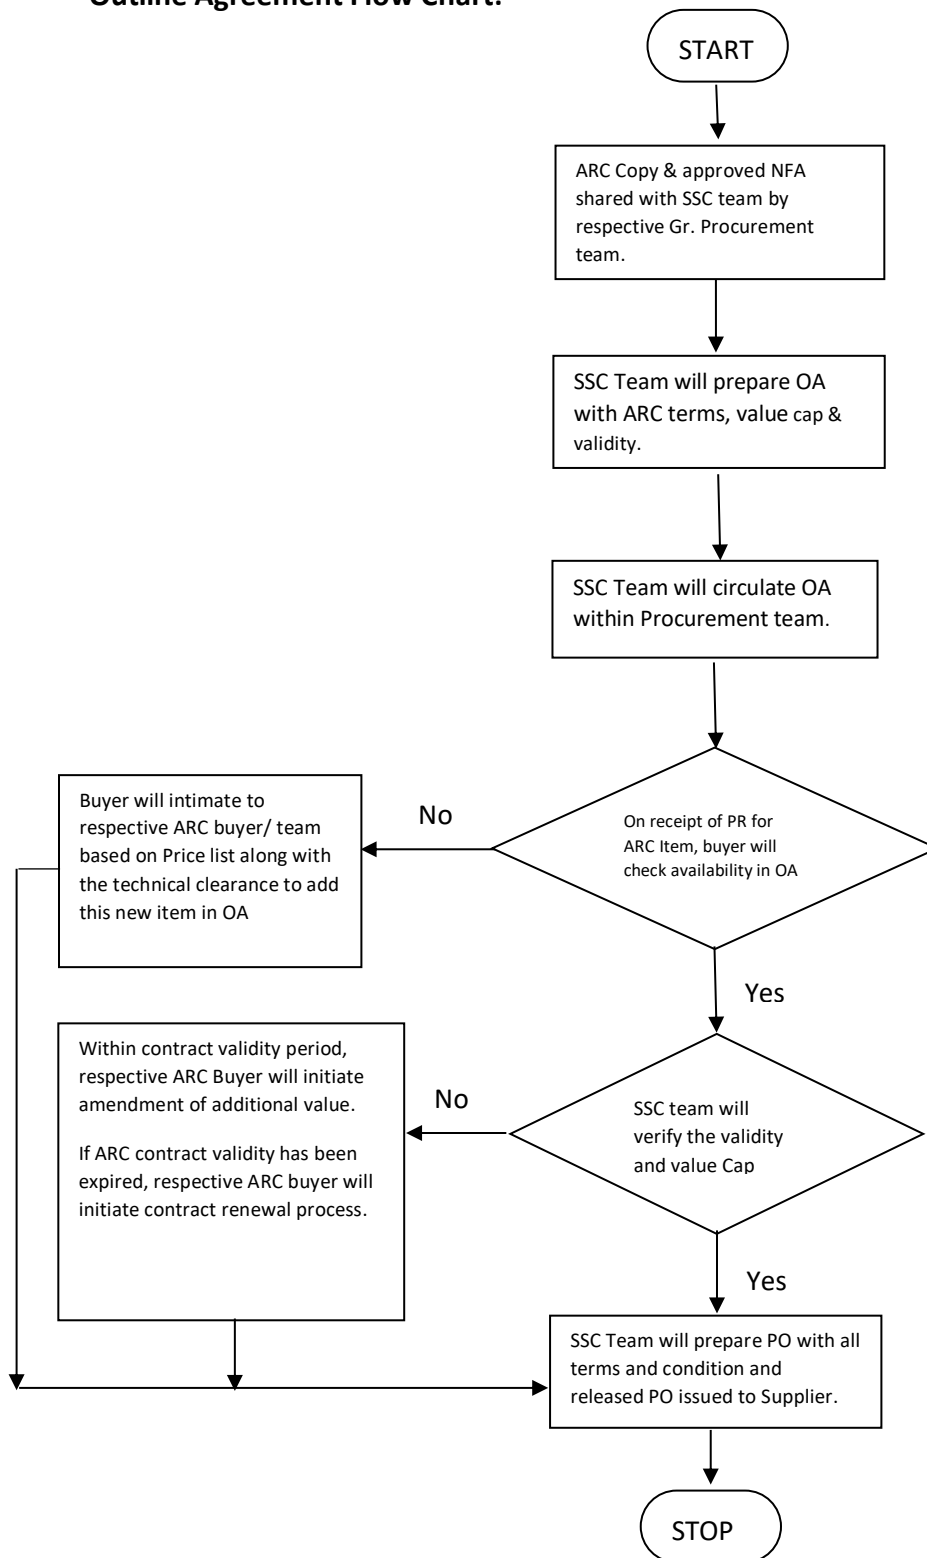 Outline Agreement Flow Chart:
START
ARC Copy & approved NFA
shared with SSC team by
respective Gr. Procurement
team.
SSC Team will prepare OA
with ARC terms, value cap &
validity.
SSC Team will circulate OA
within Procurement team.
On receipt of PR for
ARC Item, buyer will
check availability in OA
No
Buyer will intimate to
respective ARC buyer/ team
based on Price list along with
the technical clearance to add
this new item in OA
Yes
SSC team will
verify the validity
and value Cap
No
Within contract validity period,
respective ARC Buyer will initiate
amendment of additional value.
If ARC contract validity has been
expired, respective ARC buyer will
initiate contract renewal process.
Yes
SSC Team will prepare PO with all
terms and condition and
released PO issued to Supplier.
STOP